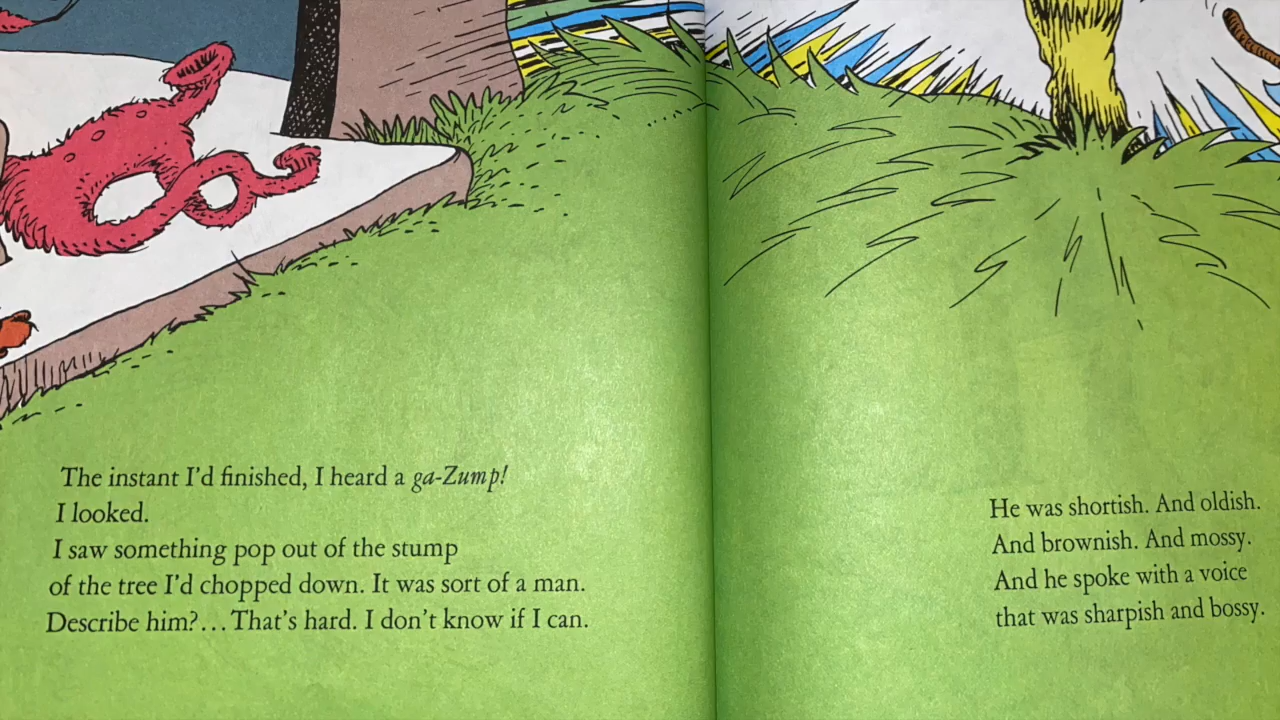 The instant I'd finished, I heard a ga-Zump!
I looked.
I saw something pop out of the stump
of the tree I'd chopped down. It was sort of a man.
Describe him?... That's hard. I don't know if I can.
He was shortish. And oldish.
And brownish. And mossy.
And he spoke with a voice
that was sharpish and bossy.